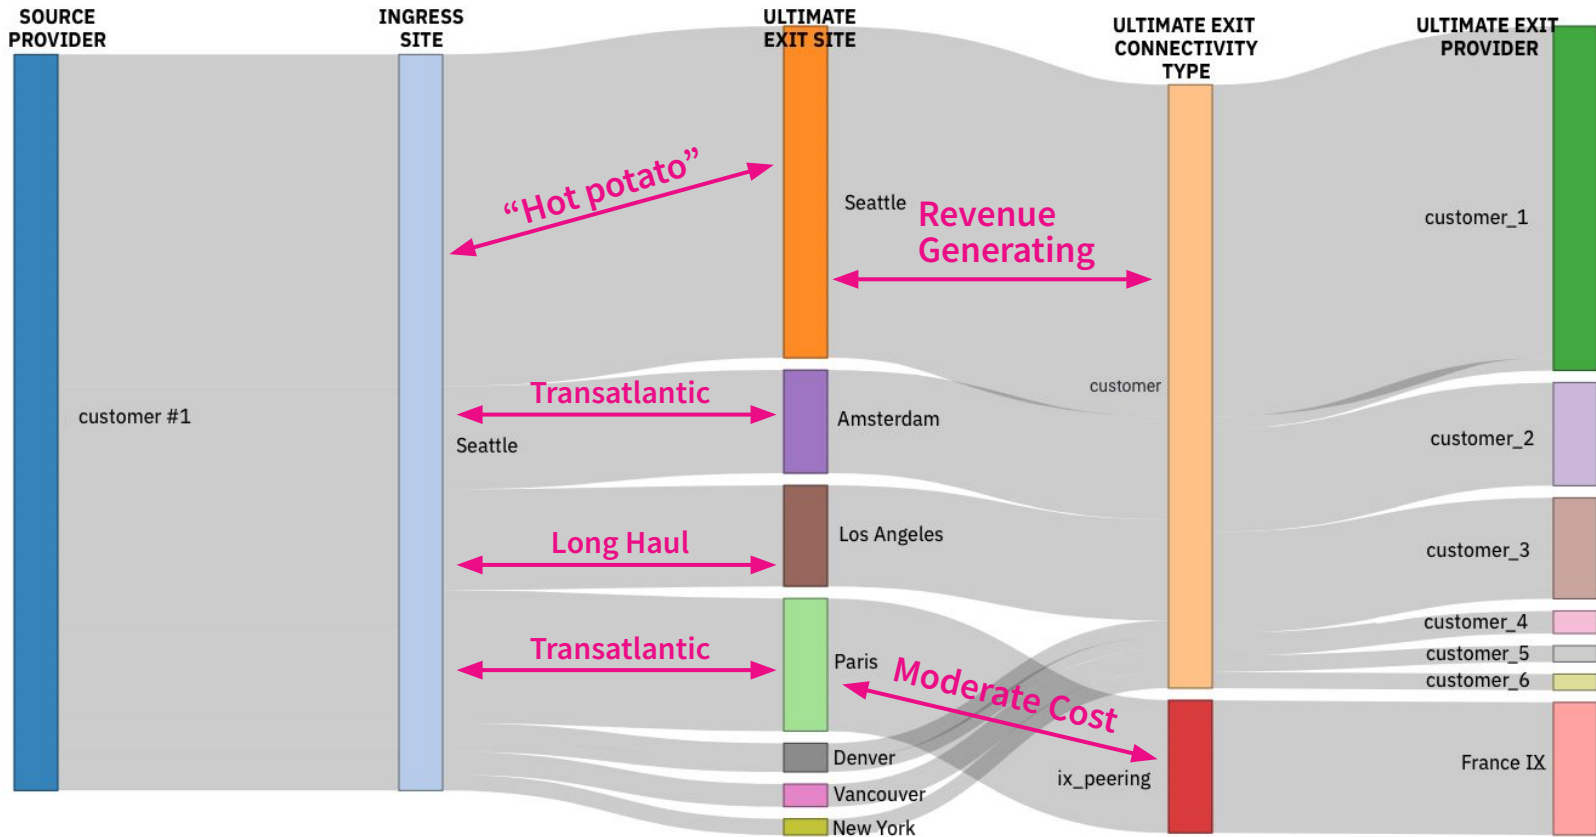 SOURCE
PROVIDER
INGRESS
SITE
ULTIMATE
EXIT SITE
ULTIMATE EXIT
CONNECTIVITY
TYPE
ULTIMATE EXIT
PROVIDER
customer #1
Seattle
“Hot potato”
Transatlantic
Long Haul
Transatlantic
Seattle
Amsterdam
Los Angeles
Paris
Denver
Vancouver
New York
Revenue
Generating
Moderate Cost
customer
ix_peering
customer_1
customer_2
customer_3
customer_4
customer_5
customer_6
France IX